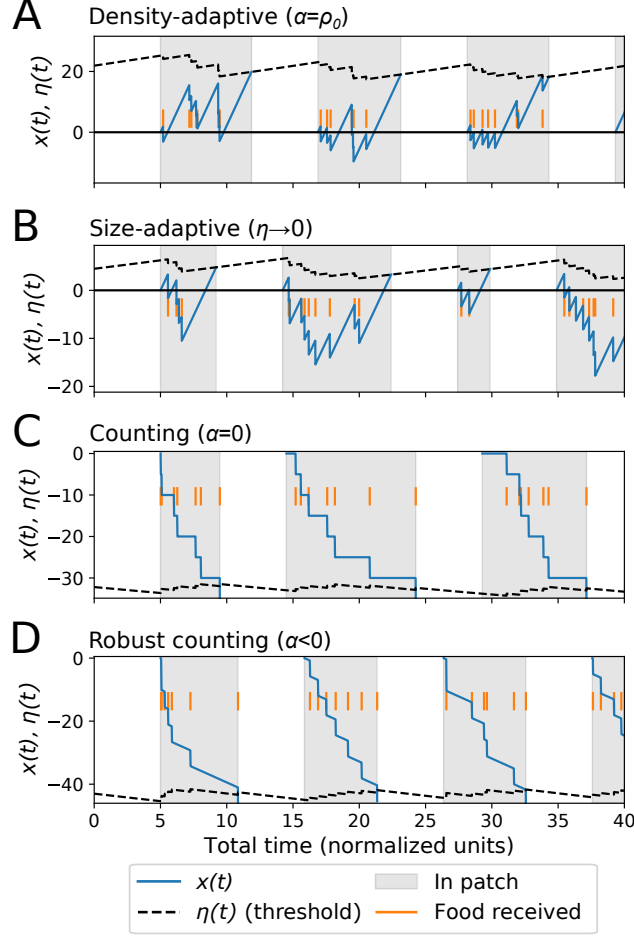 A
Density-adaptive (α=ρ₀)
x(t), η(t)
20
0
B
Size-adaptive (η→0)
x(t), η(t)
0
−10
−20
C
Counting (α=0)
x(t), η(t)
0
−10
−20
−30
D
Robust counting (α<0)
x(t), η(t)
0
−20
−40
0 5 10 15 20 25 30 35 40
Total time (normalized units)
x(t) In patch
η(t) (threshold) Food received